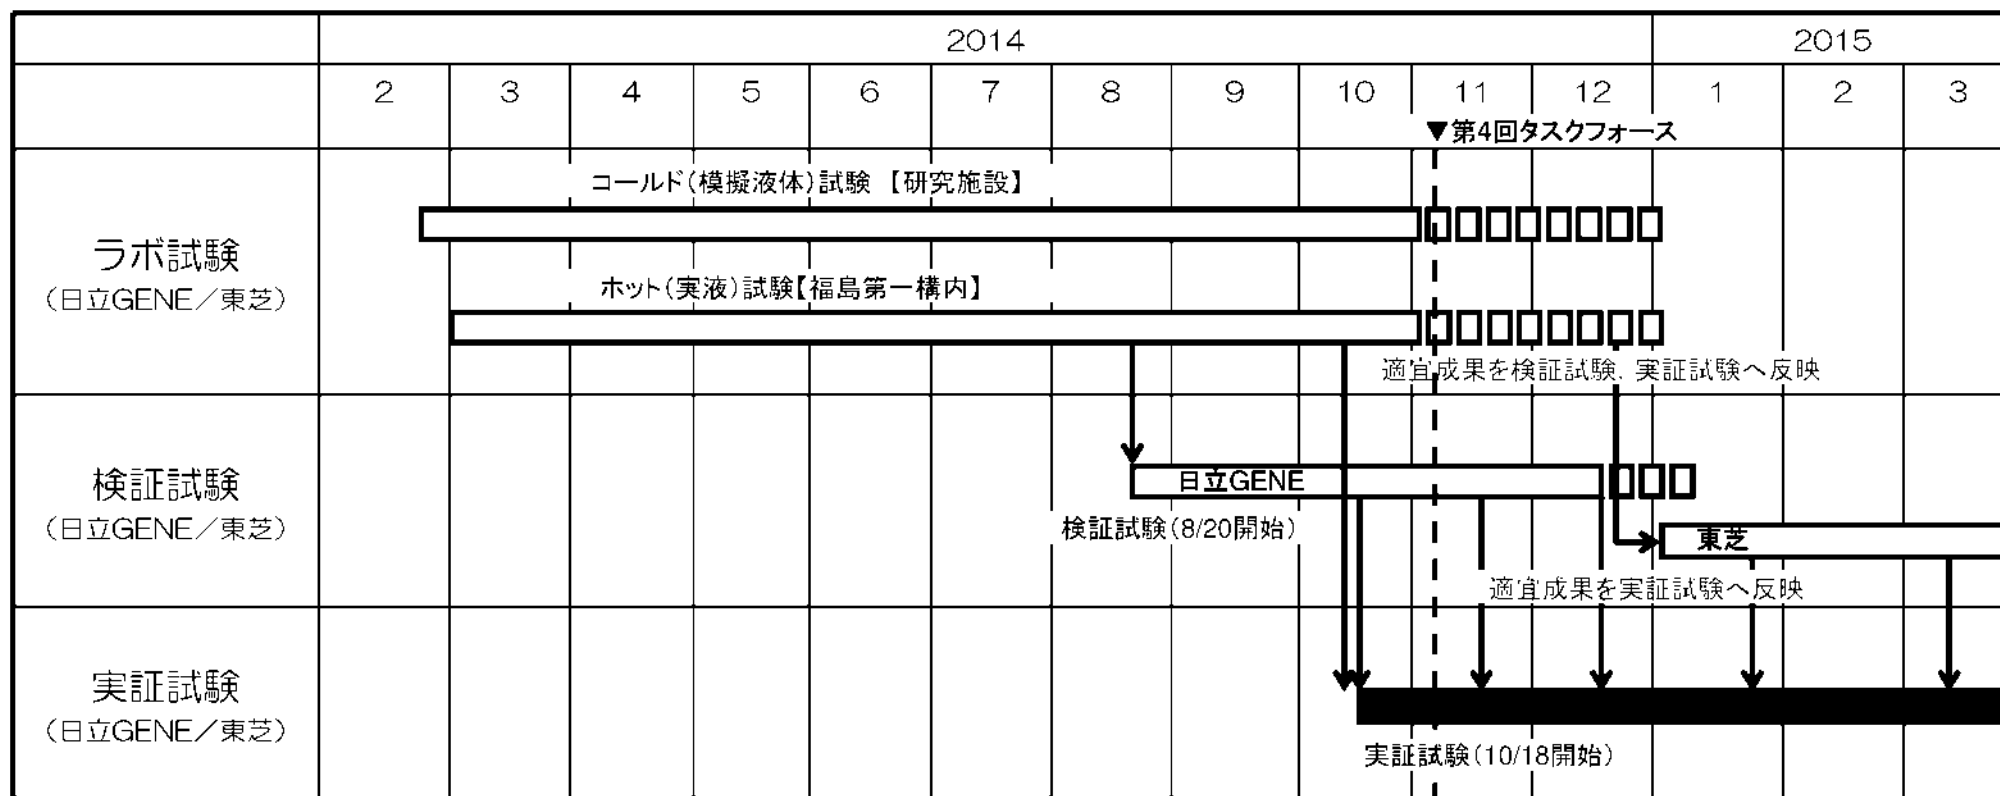 2014 2015
2 3 4 5 6 7 8 9 10 11 12 1 2 3
▼第4回タスクフォース
コールド(模擬液体)試験 【研究施設】
ラボ試験
(日立GENE/東芝)
ホット(実液)試験【福島第一構内】
適宜成果を検証試験、実証試験へ反映
検証試験
(日立GENE/東芝)
日立GENE
検証試験(8/20開始)
東芝
適宜成果を実証試験へ反映
実証試験
(日立GENE/東芝)
実証試験(10/18開始)